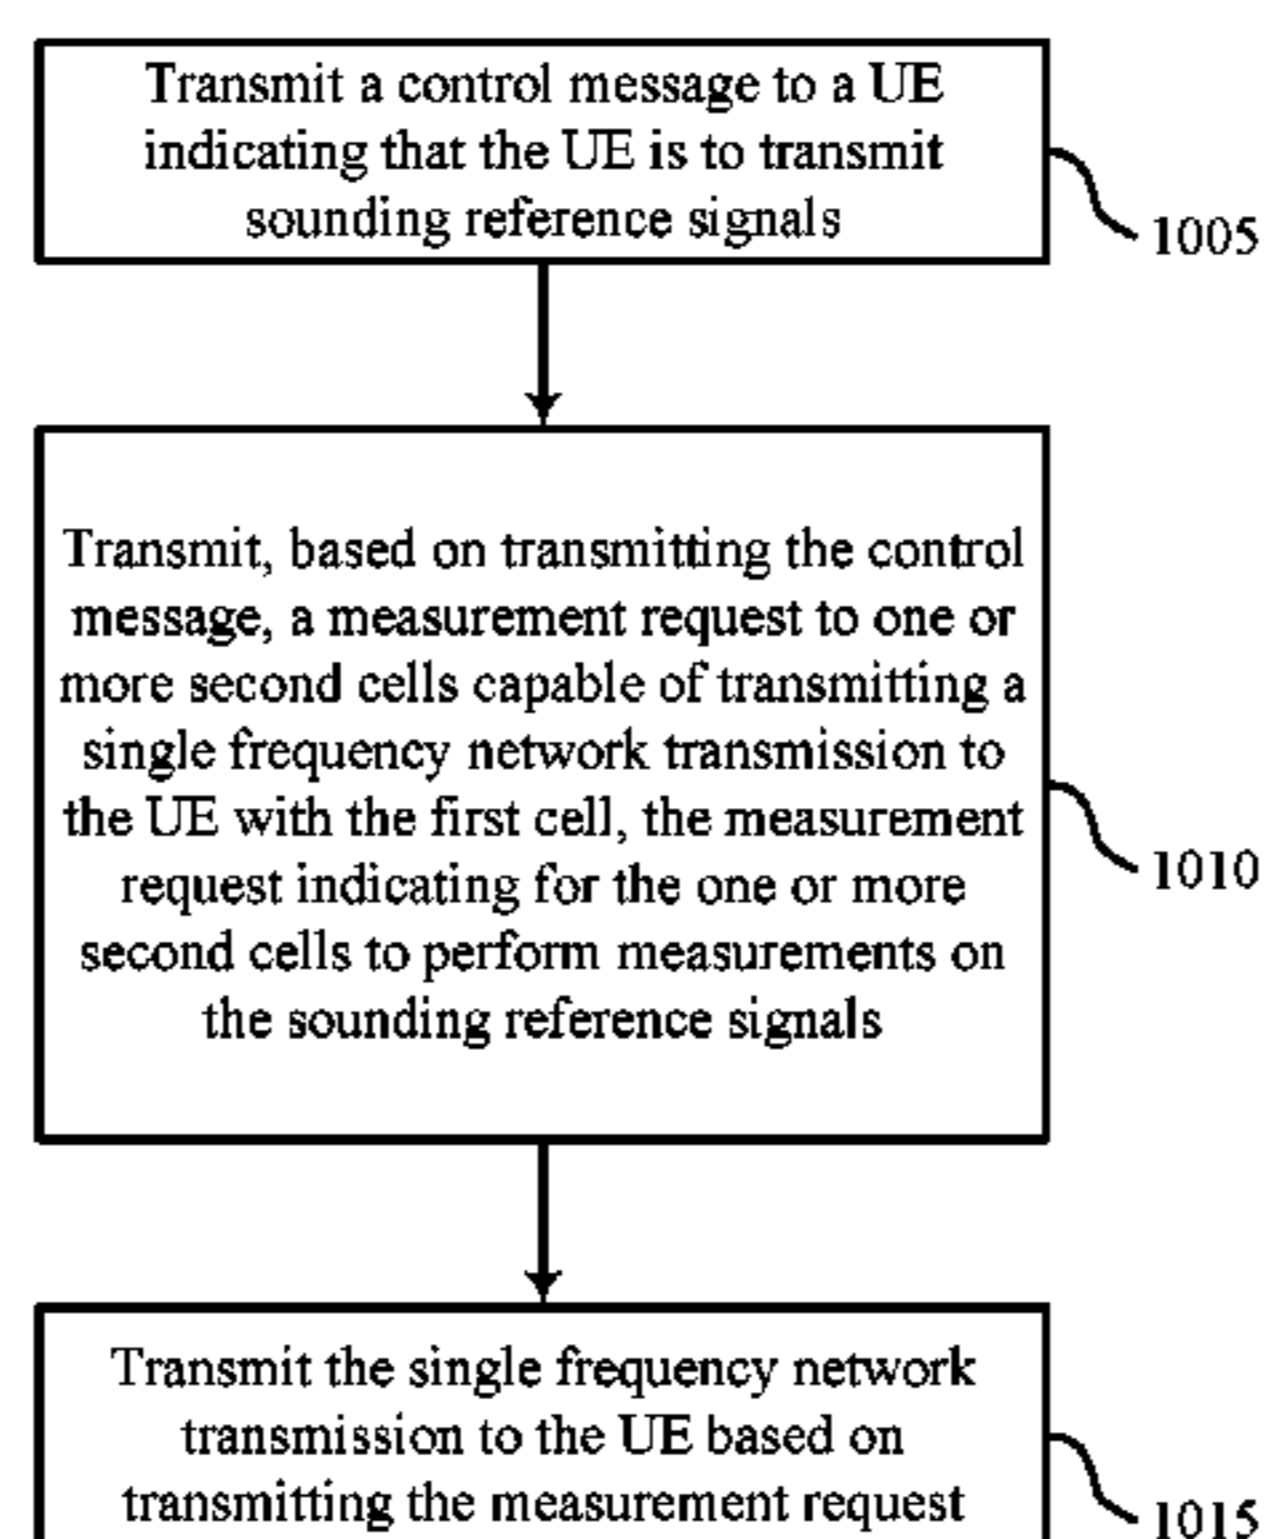 Transmit a control message to a UE
indicating that the UE is to transmit
sounding reference signals
1005
Transmit, based on transmitting the control
message, a measurement request to one or
more second cells capable of transmitting a
single frequency network transmission to
the UE with the first cell, the measurement
request indicating for the one or more
second cells to perform measurements on
the sounding reference signals
1010
Transmit the single frequency network
transmission to the UE based on
transmitting the measurement request
1015